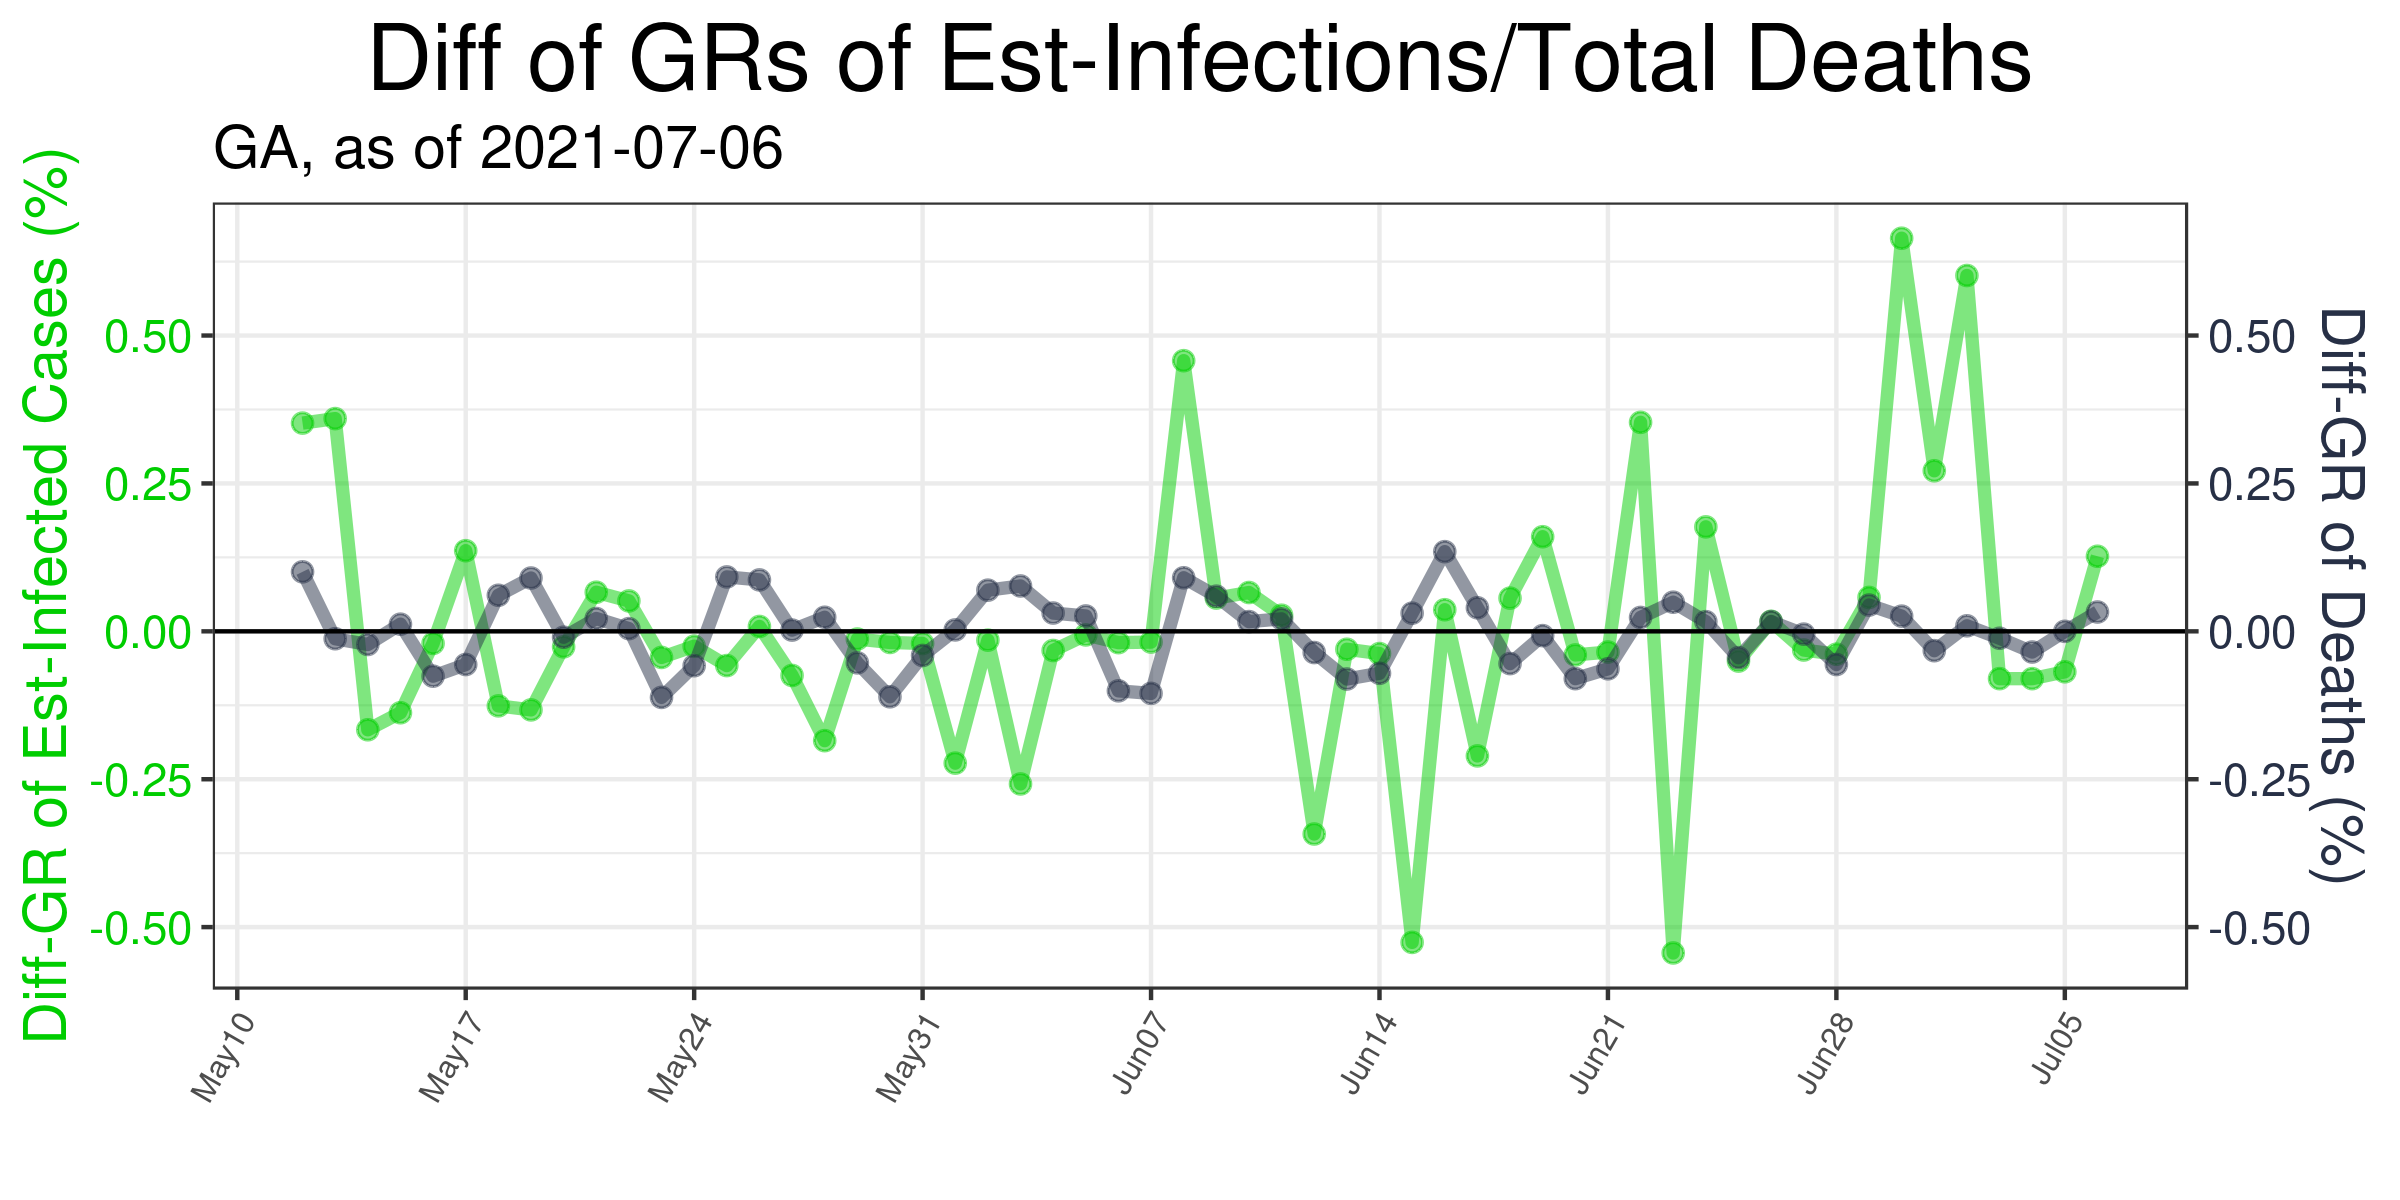 Diff of GRs of Est-Infections/Total Deaths
GA, as of 2021-07-06
Diff-GR of Est-Infected Cases (%)
0.50
0.25
0.00
-0.25
-0.50
0.50
0.25
0.00
-0.25
-0.50
Diff-GR of Deaths (%)
May10
May17
May24
May31
Jun07
Jun14
Jun21
Jun28
Jul05